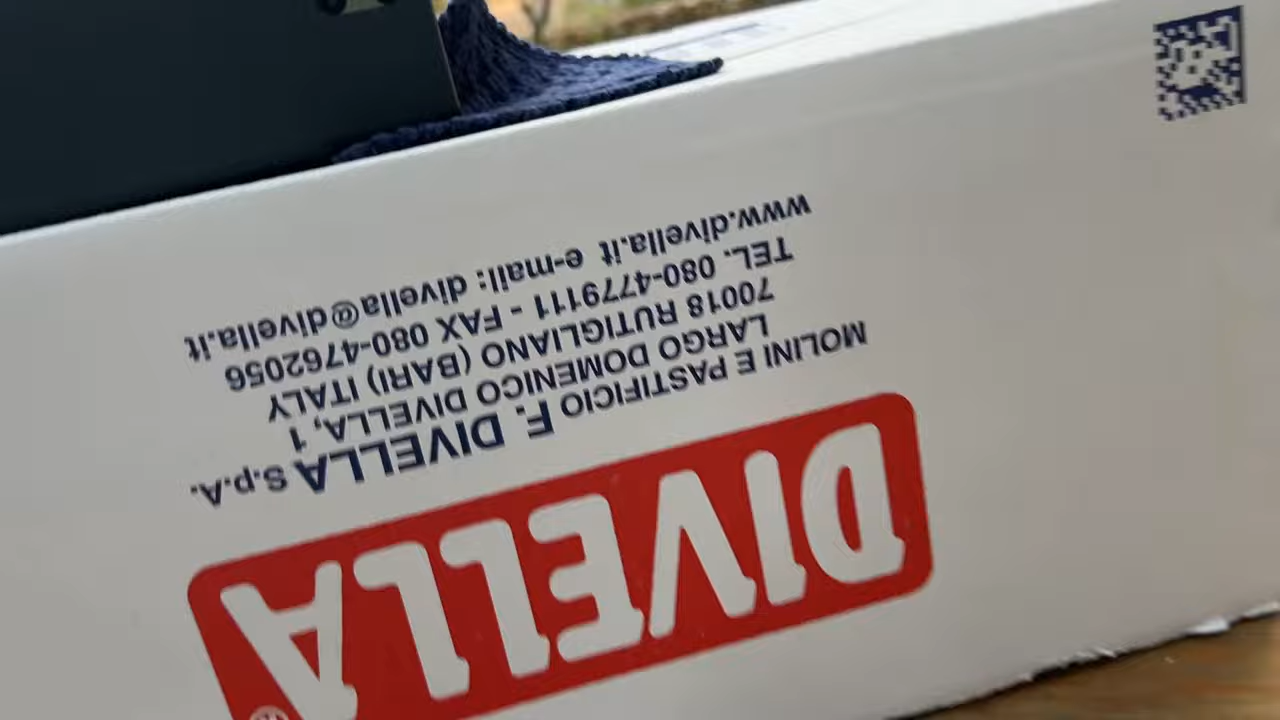 DIVELLA®
MOLINI E PASTIFICIO F. DIVELLA S.p.A.
LARGO DOMENICO DIVELLA, 1
70018 RUTIGLIANO (BARI) ITALY
TEL. 080-4779111 - FAX 080-4762056
www.divella.it e-mail: divella@divella.it